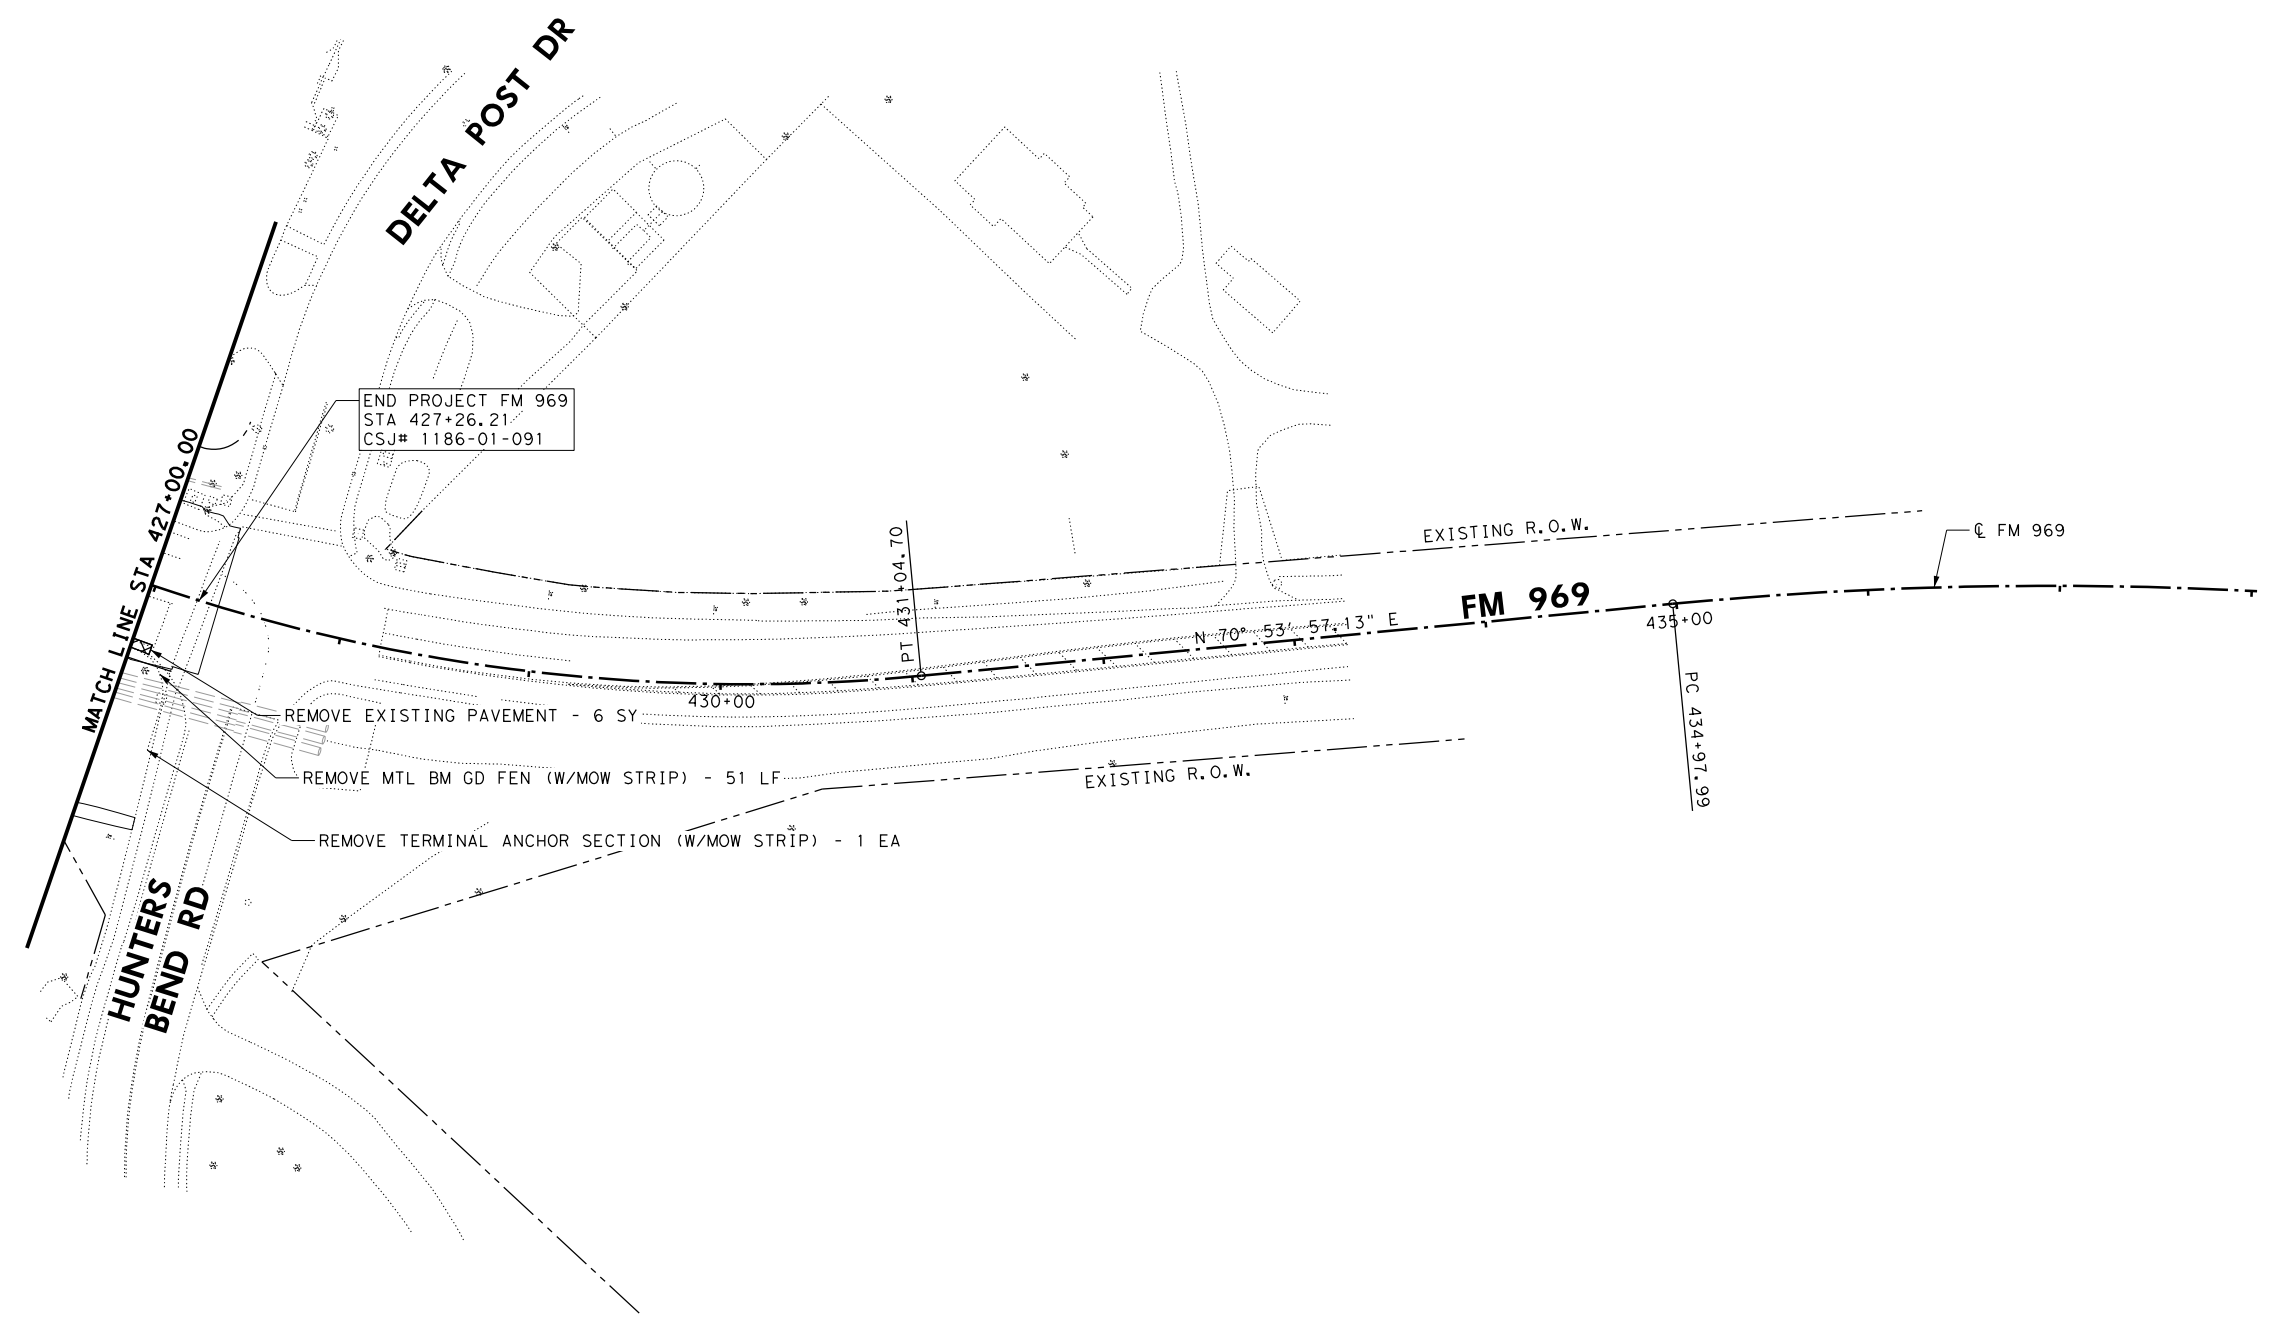 DELTA POST DR
END PROJECT FM 969
STA 427+26.21
CSJ# 1186-01-091
MATCH LINE STA 427+00.00
EXISTING R.O.W.
℄ FM 969
PT 431+04.70
FM 969
N 70° 53' 57.13" E
435+00
430+00
PC 434+97.99
REMOVE EXISTING PAVEMENT - 6 SY
REMOVE MTL BM GD FEN (W/MOW STRIP) - 51 LF
EXISTING R.O.W.
REMOVE TERMINAL ANCHOR SECTION (W/MOW STRIP) - 1 EA
HUNTERS
BEND RD